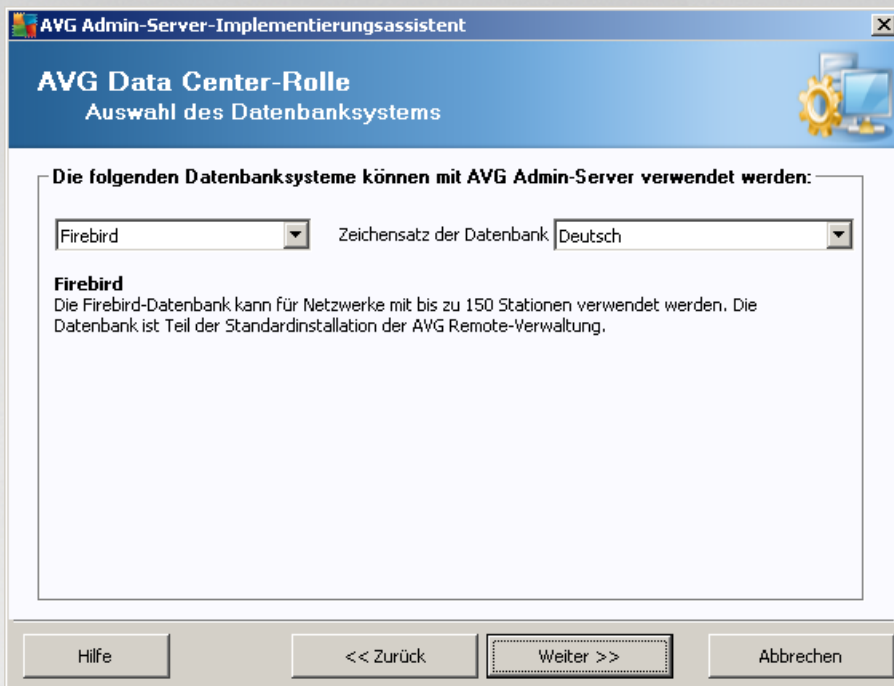 AVG Admin-Server-Implementierungsassistent
AVG Data Center-Rolle
Auswahl des Datenbanksystems
Die folgenden Datenbanksysteme können mit AVG Admin-Server verwendet werden:
Firebird Zeichensatz der Datenbank Deutsch
Firebird
Die Firebird-Datenbank kann für Netzwerke mit bis zu 150 Stationen verwendet werden. Die
Datenbank ist Teil der Standardinstallation der AVG Remote-Verwaltung.
Hilfe << Zurück Weiter >> Abbrechen